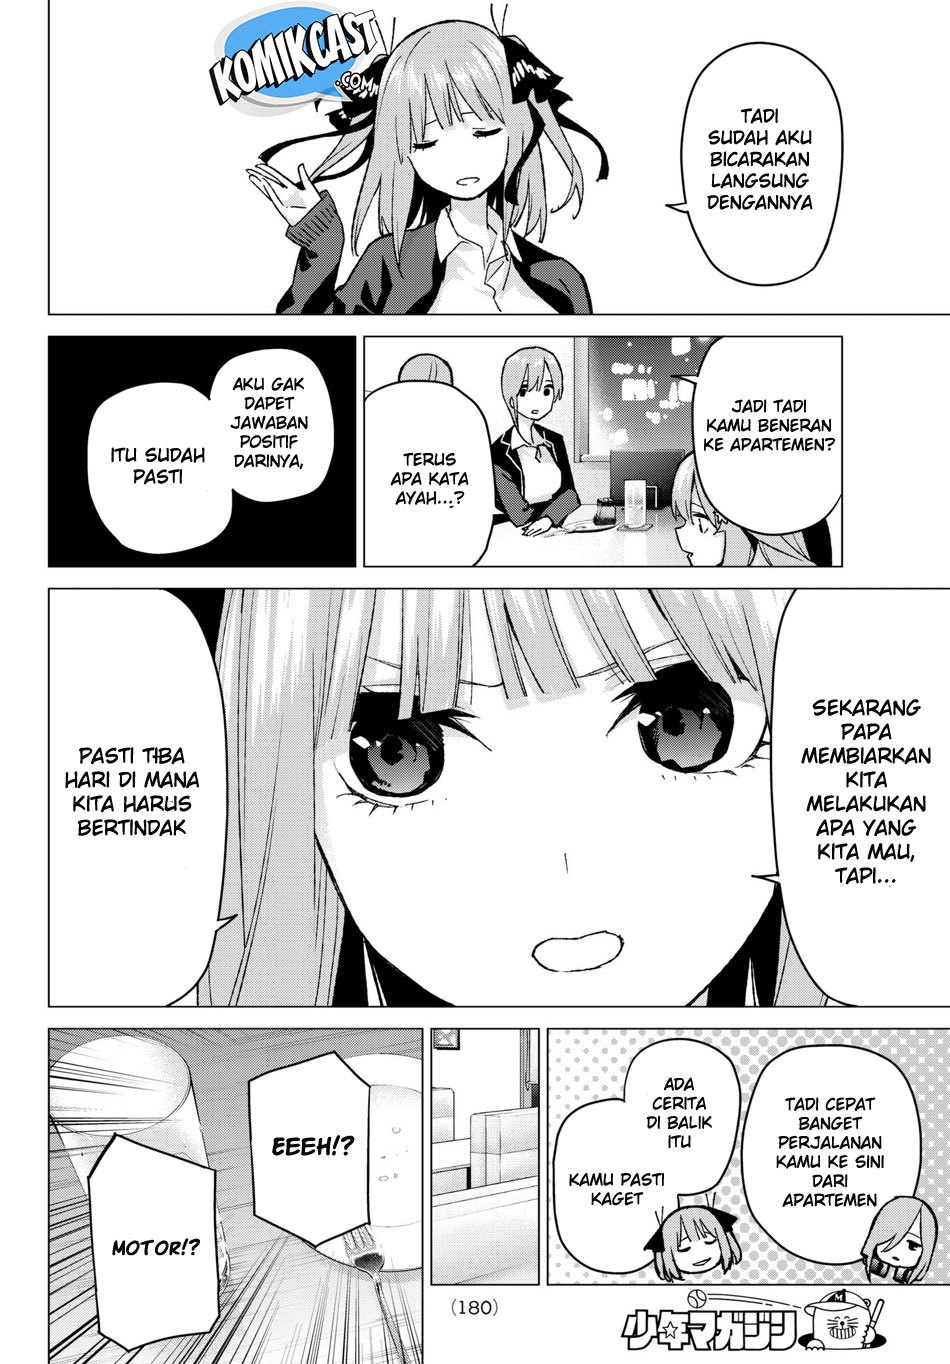 KOMIKCAST
.COM
TADI
SUDAH AKU
BICARAKAN
LANGSUNG
DENGANNYA
JADI TADI
KAMU BENERAN
KE APARTEMEN?
TERUS
APA KATA
AYAH...?
AKU GAK
DAPET
JAWABAN
POSITIF
DARINYA,
ITU SUDAH
PASTI
SEKARANG
PAPA
MEMBIARKAN
KITA
MELAKUKAN
APA YANG
KITA MAU,
TAPI...
PASTI TIBA
HARI DI MANA
KITA HARUS
BERTINDAK
TADI CEPAT
BANGET
PERJALANAN
KAMU KE SINI
DARI
APARTEMEN
ADA
CERITA
DI BALIK
ITU
KAMU PASTI
KAGET
EEEH!?
MOTOR!?
(180)
少年マガジン
M